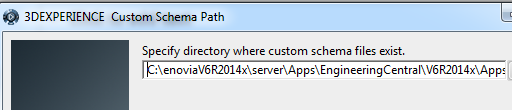 3DEXPERIENCE Custom Schema Path
Specify directory where custom schema files exist.
C:\enoviaV6R2014x\server\Apps\EngineeringCentral\V6R2014x\Apps